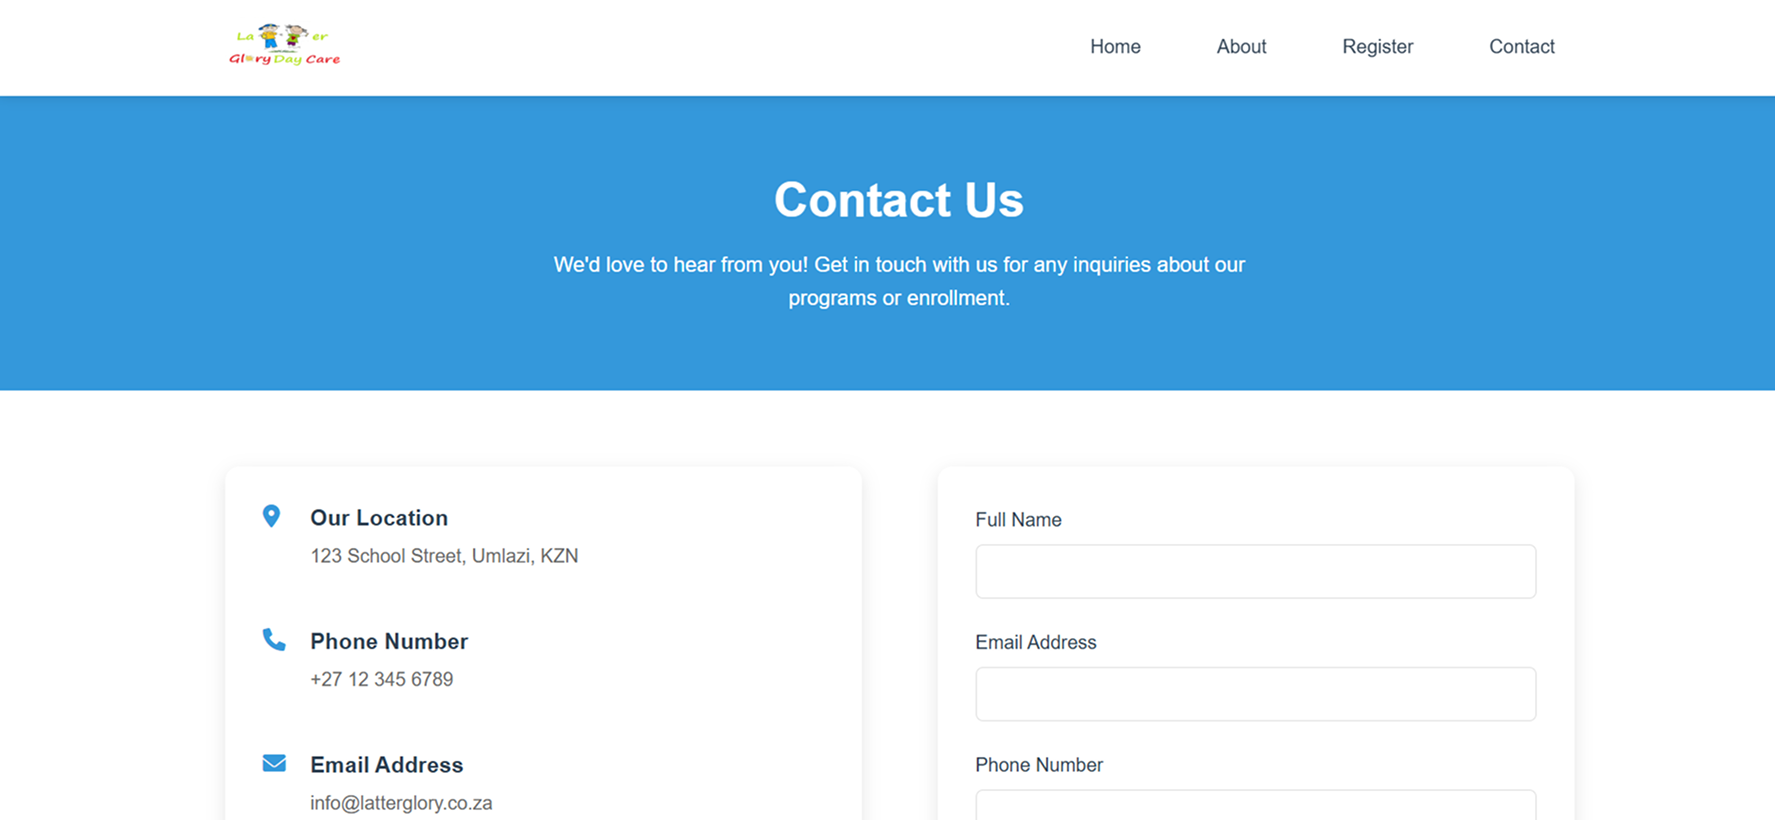 La er
Glory Day Care
Home
About
Register
Contact
Contact Us
We'd love to hear from you! Get in touch with us for any inquiries about our
programs or enrollment.
Our Location
123 School Street, Umlazi, KZN
Phone Number
+27 12 345 6789
Email Address
info@latterglory.co.za
Full Name
Email Address
Phone Number